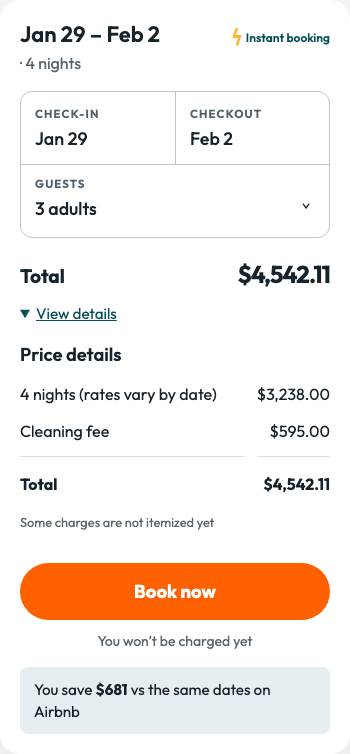 Jan 29 – Feb 2
Instant booking
· 4 nights
CHECK-IN
Jan 29
CHECKOUT
Feb 2
GUESTS
3 adults
Total $4,542.11
▼ View details
Price details
4 nights (rates vary by date) $3,238.00
Cleaning fee $595.00
Total $4,542.11
Some charges are not itemized yet
Book now
You won’t be charged yet
You save $681 vs the same dates on
Airbnb